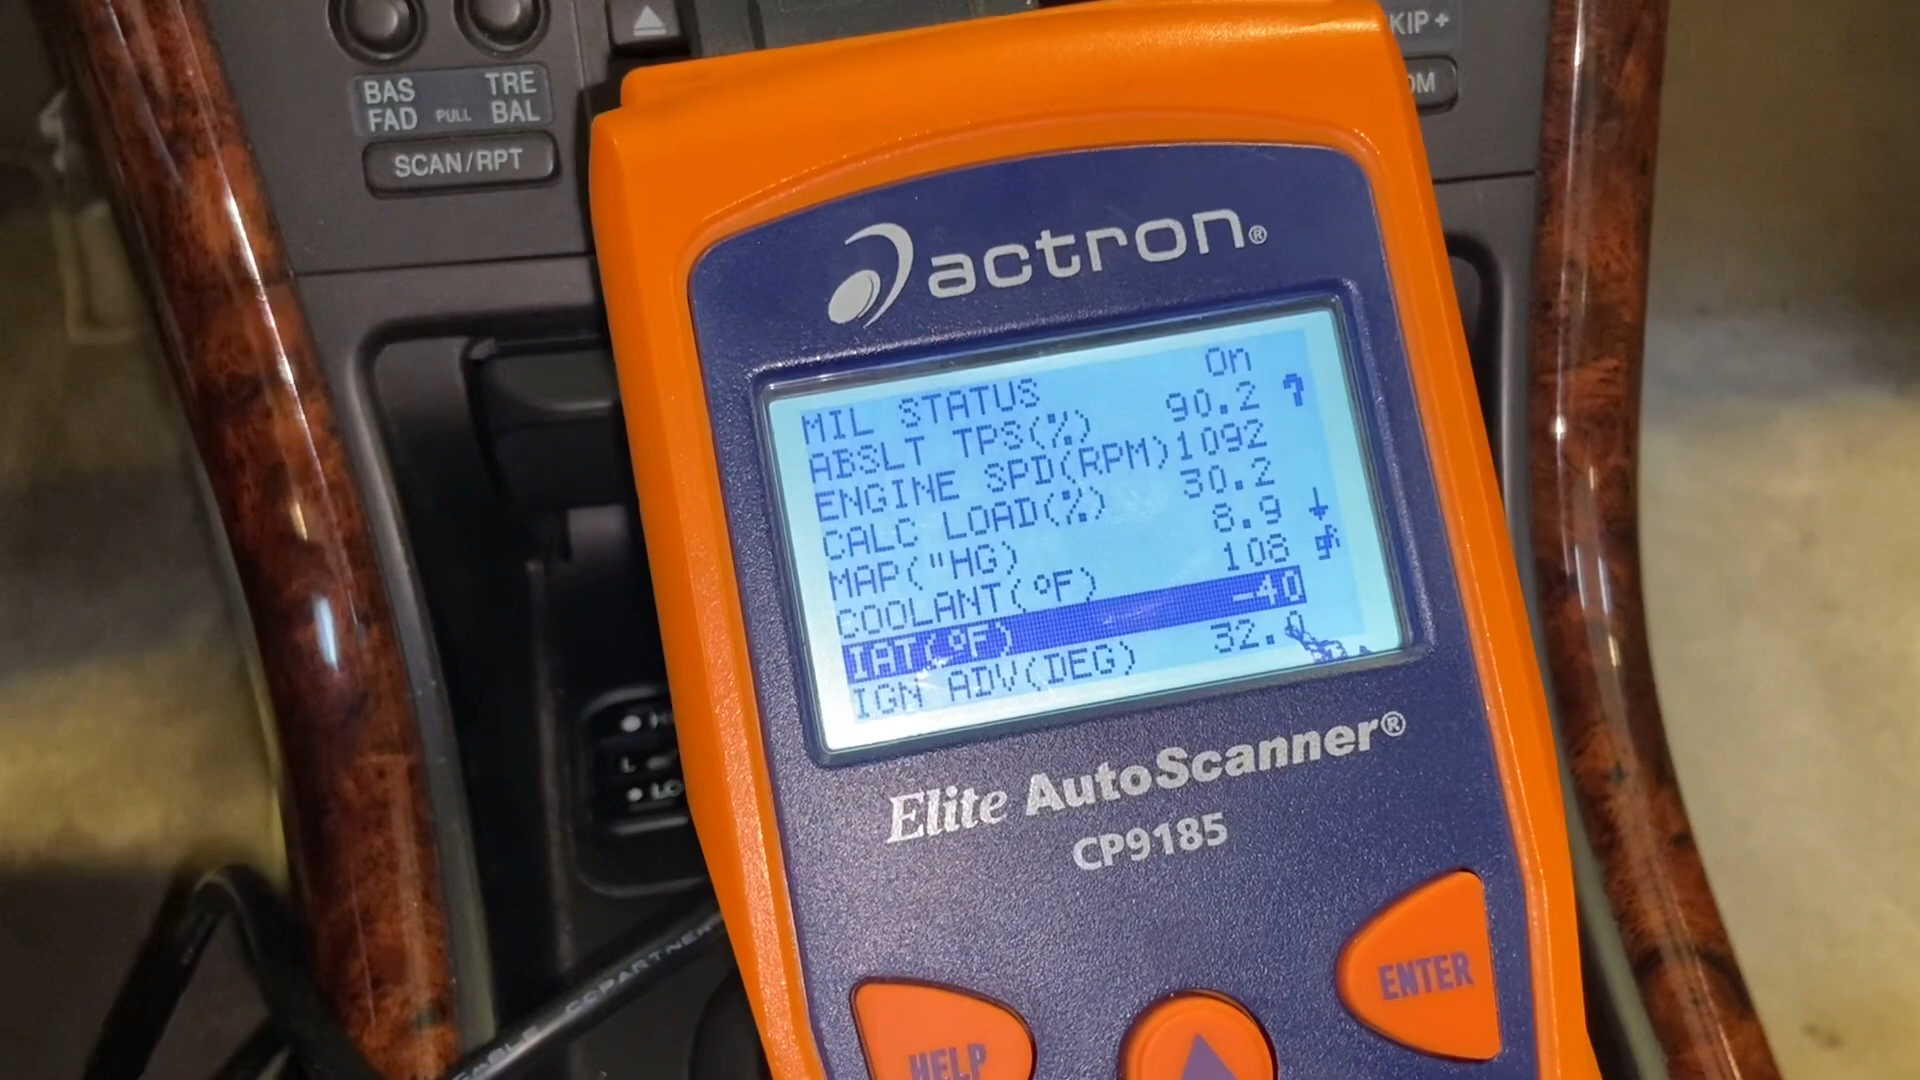 BAS TRE
FAD PULL BAL
SCAN/RPT
KIP +
actron®
MIL STATUS On
ABSLT TPS(%) 90.2
ENGINE SPD(RPM) 1092
CALC LOAD(%) 30.2
MAP("HG) 8.9
COOLANT(ºF) 108
IAT(ºF) -40
IGN ADV(DEG) 32.0
Elite AutoScanner®
CP9185
ENTER
HELP